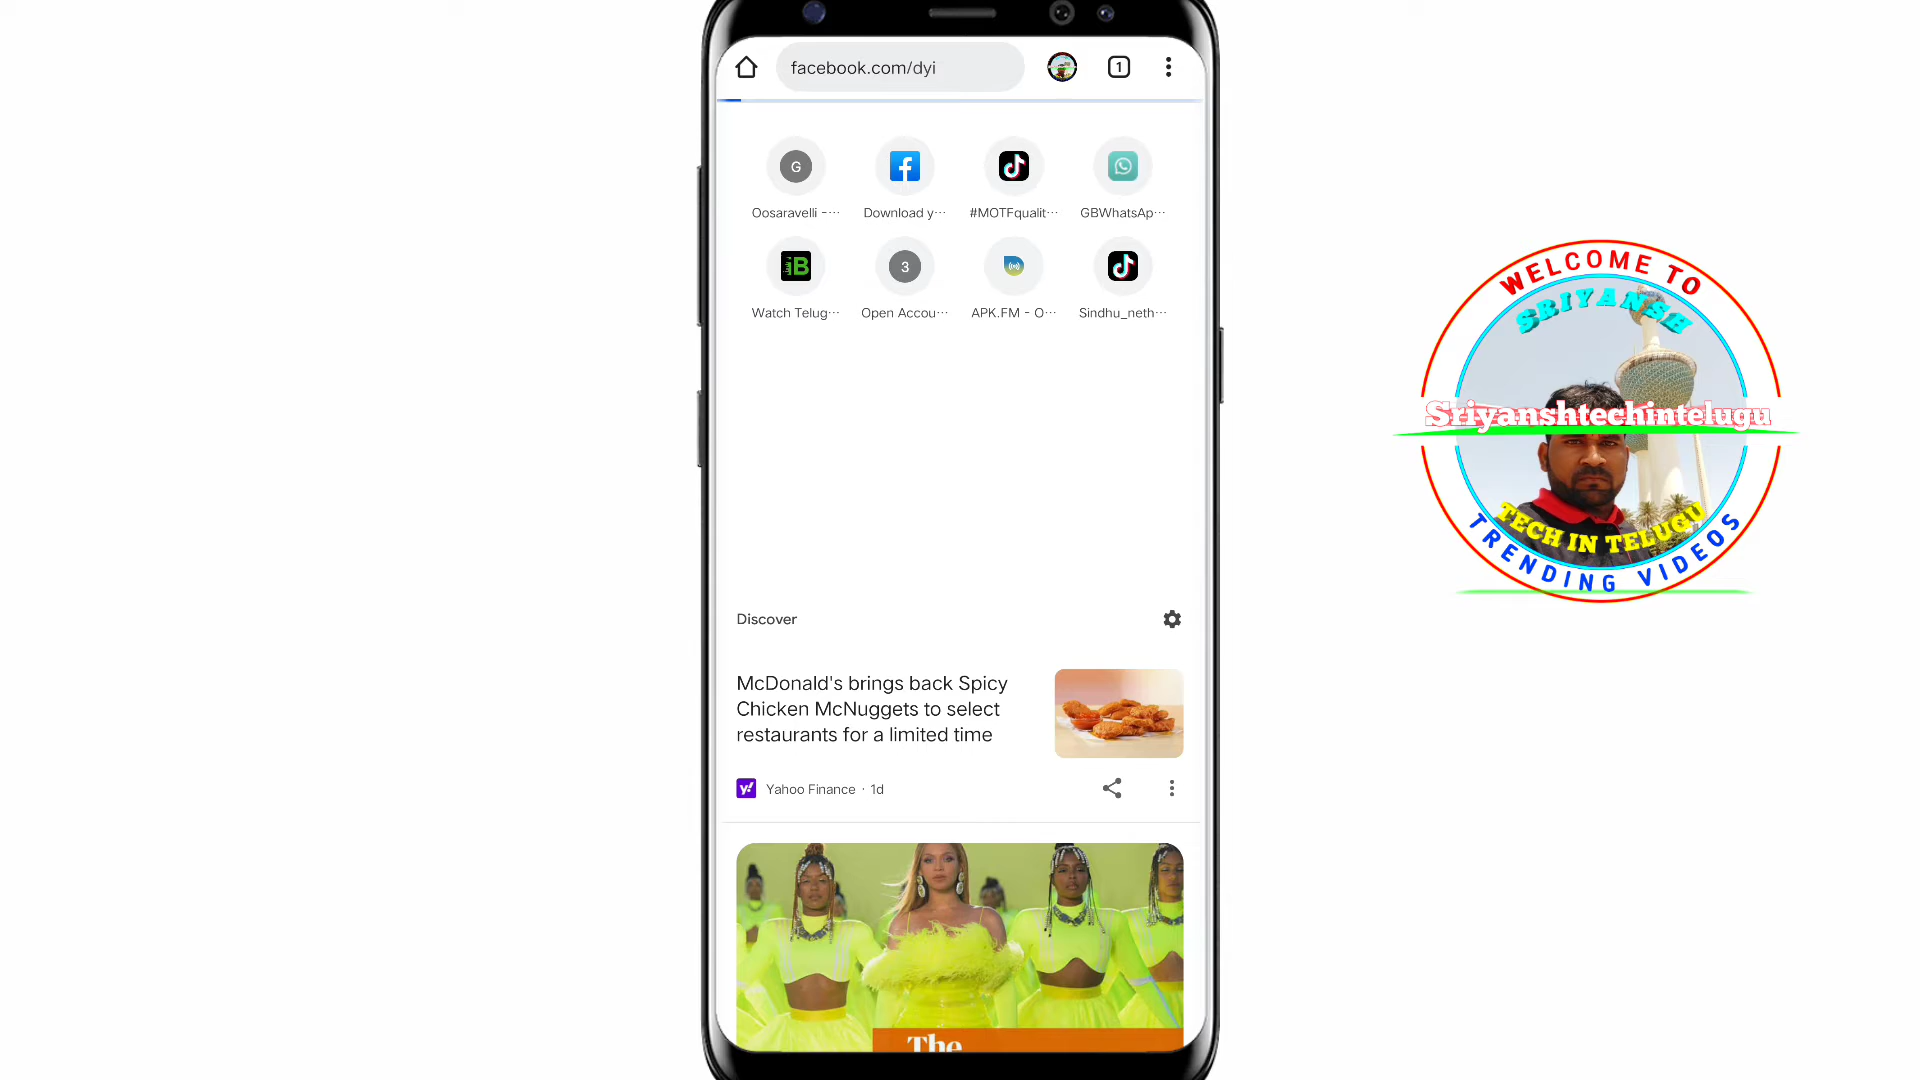 facebook.com/dyi
1
G
Oosaravelli -···
Download y···
#MOTFqualit···
GBWhatsAp···
B
3
Watch Telug···
Open Accou···
APK.FM - O···
Sindhu_neth···
Discover
McDonald's brings back Spicy
Chicken McNuggets to select
restaurants for a limited time
y!
Yahoo Finance · 1d
The
WELCOME TO
SRIYANSH
Sriyanshtechintelugu
TECH IN TELUGU
TRENDING VIDEOS